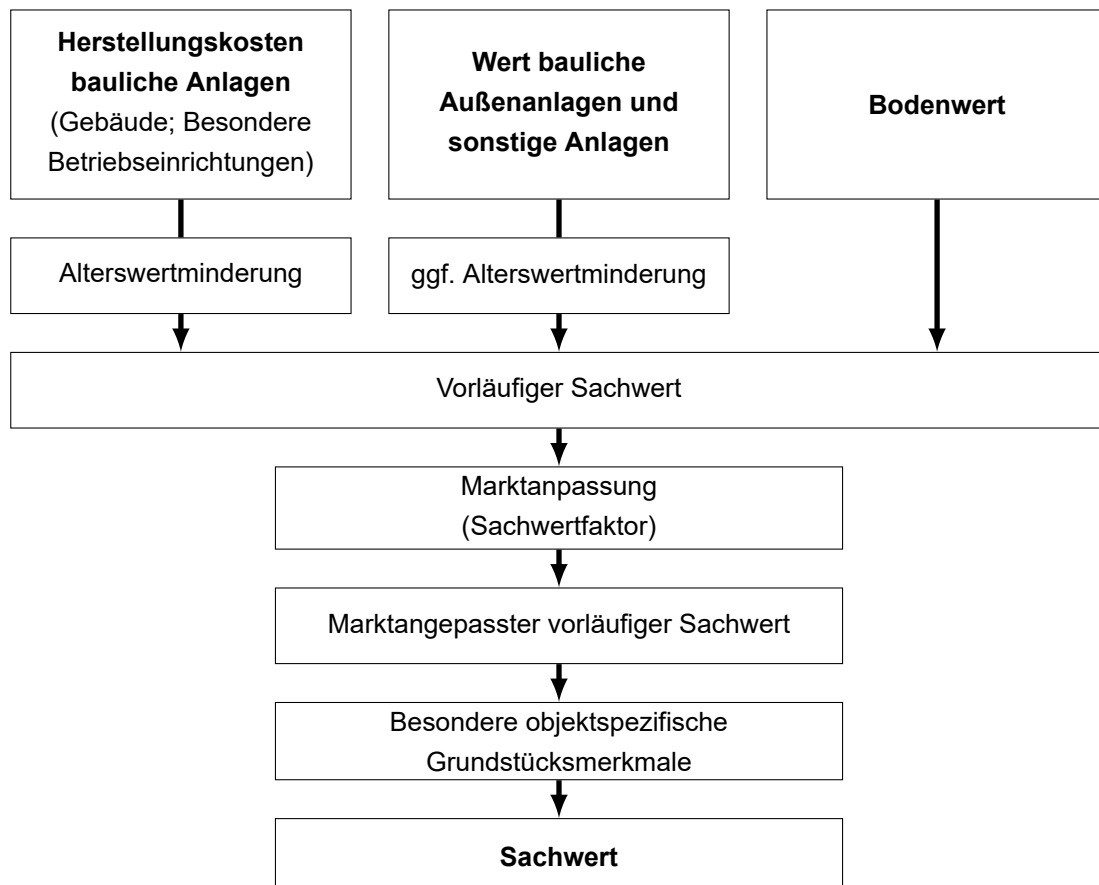 Herstellungskosten
bauliche Anlagen
(Gebäude; Besondere
Betriebseinrichtungen)
Wert bauliche
Außenanlagen und
sonstige Anlagen
Bodenwert
Alterswertminderung
ggf. Alterswertminderung
Vorläufiger Sachwert
Marktanpassung
(Sachwertfaktor)
Marktangepasster vorläufiger Sachwert
Besondere objektspezifische
Grundstücksmerkmale
Sachwert